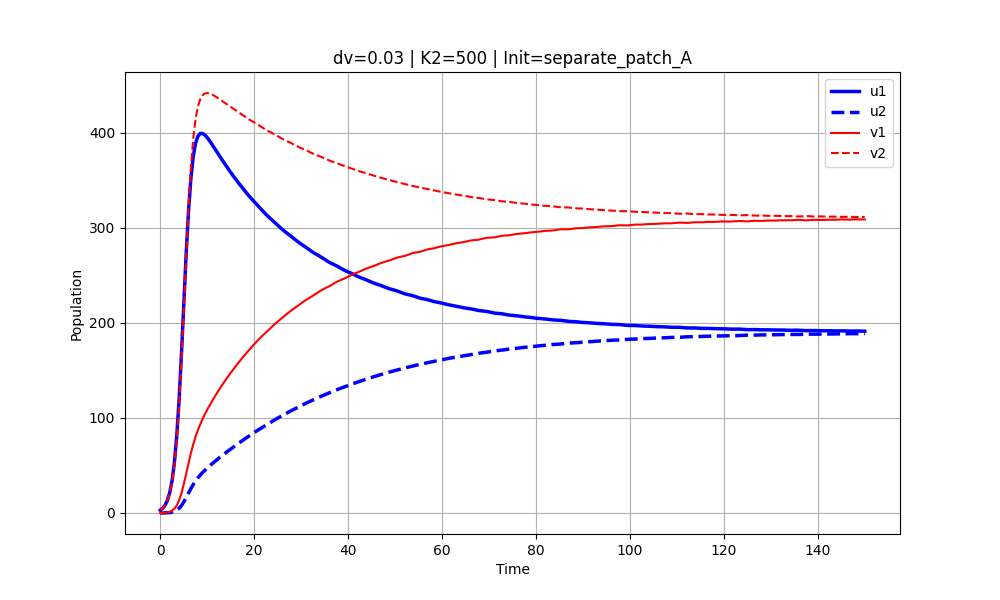 dv=0.03 | K2=500 | Init=separate_patch_A
u1
u2
v1
v2
400
300
200
100
0
Population
0 20 40 60 80 100 120 140
Time